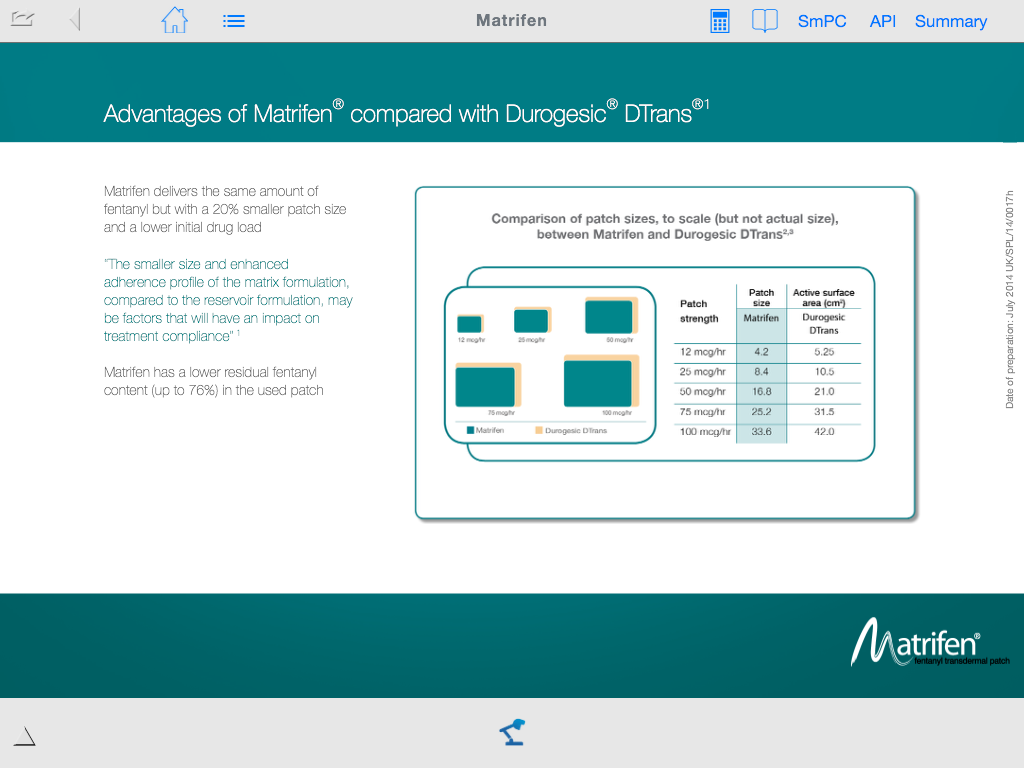 Matrifen
SmPC API Summary
Advantages of Matrifen® compared with Durogesic® DTrans®1
Matrifen delivers the same amount of
fentanyl but with a 20% smaller patch size
and a lower initial drug load
"The smaller size and enhanced
adherence profile of the matrix formulation,
compared to the reservoir formulation, may
be factors that will have an impact on
treatment compliance" 1
Matrifen has a lower residual fentanyl
content (up to 76%) in the used patch
Comparison of patch sizes, to scale (but not actual size),
between Matrifen and Durogesic DTrans2,3
12 mcg/hr 25 mcg/hr 50 mcg/hr
75 mcg/hr 100 mcg/hr
Matrifen Durogesic DTrans
Patch
strength
Patch
size
Active surface
area (cm²)
Matrifen
Durogesic
DTrans
12 mcg/hr 4.2 5.25
25 mcg/hr 8.4 10.5
50 mcg/hr 16.8 21.0
75 mcg/hr 25.2 31.5
100 mcg/hr 33.6 42.0
Date of preparation: July 2014 UK/SPL/14/0017h
Matrifen®
fentanyl transdermal patch